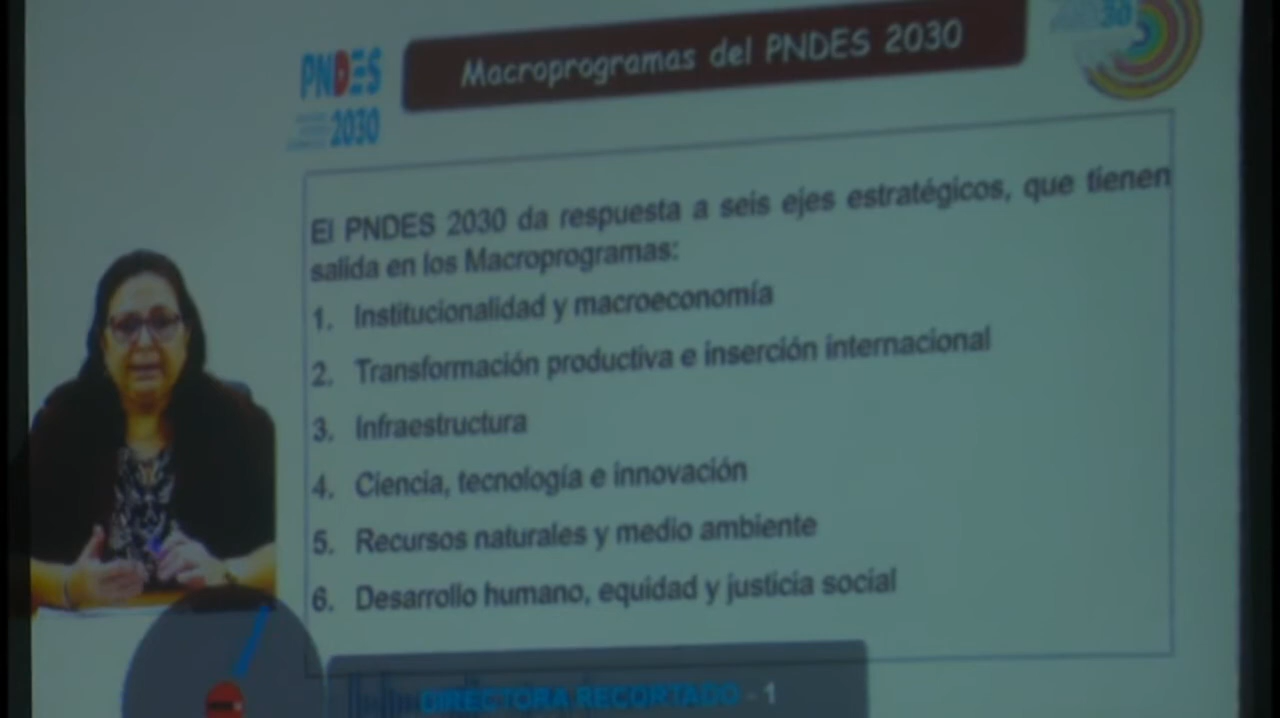 Macroprogramas del PNDES 2030
PNDES
2030
El PNDES 2030 da respuesta a seis ejes estratégicos, que tienen
salida en los Macroprogramas:
1. Institucionalidad y macroeconomía
2. Transformación productiva e inserción internacional
3. Infraestructura
4. Ciencia, tecnología e innovación
5. Recursos naturales y medio ambiente
6. Desarrollo humano, equidad y justicia social
DIRECTORA RECORTADO - 1